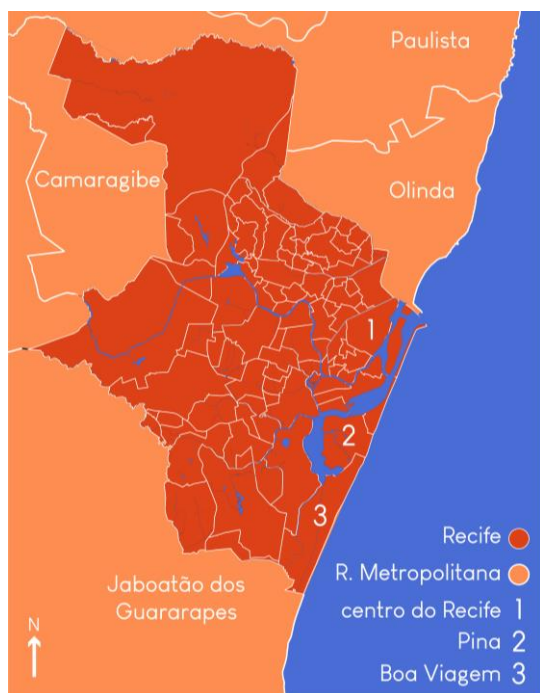 Paulista
Camaragibe
Olinda
1
2
3
Jaboatão dos
Guararapes
N
Recife
R. Metropolitana
centro do Recife 1
Pina 2
Boa Viagem 3